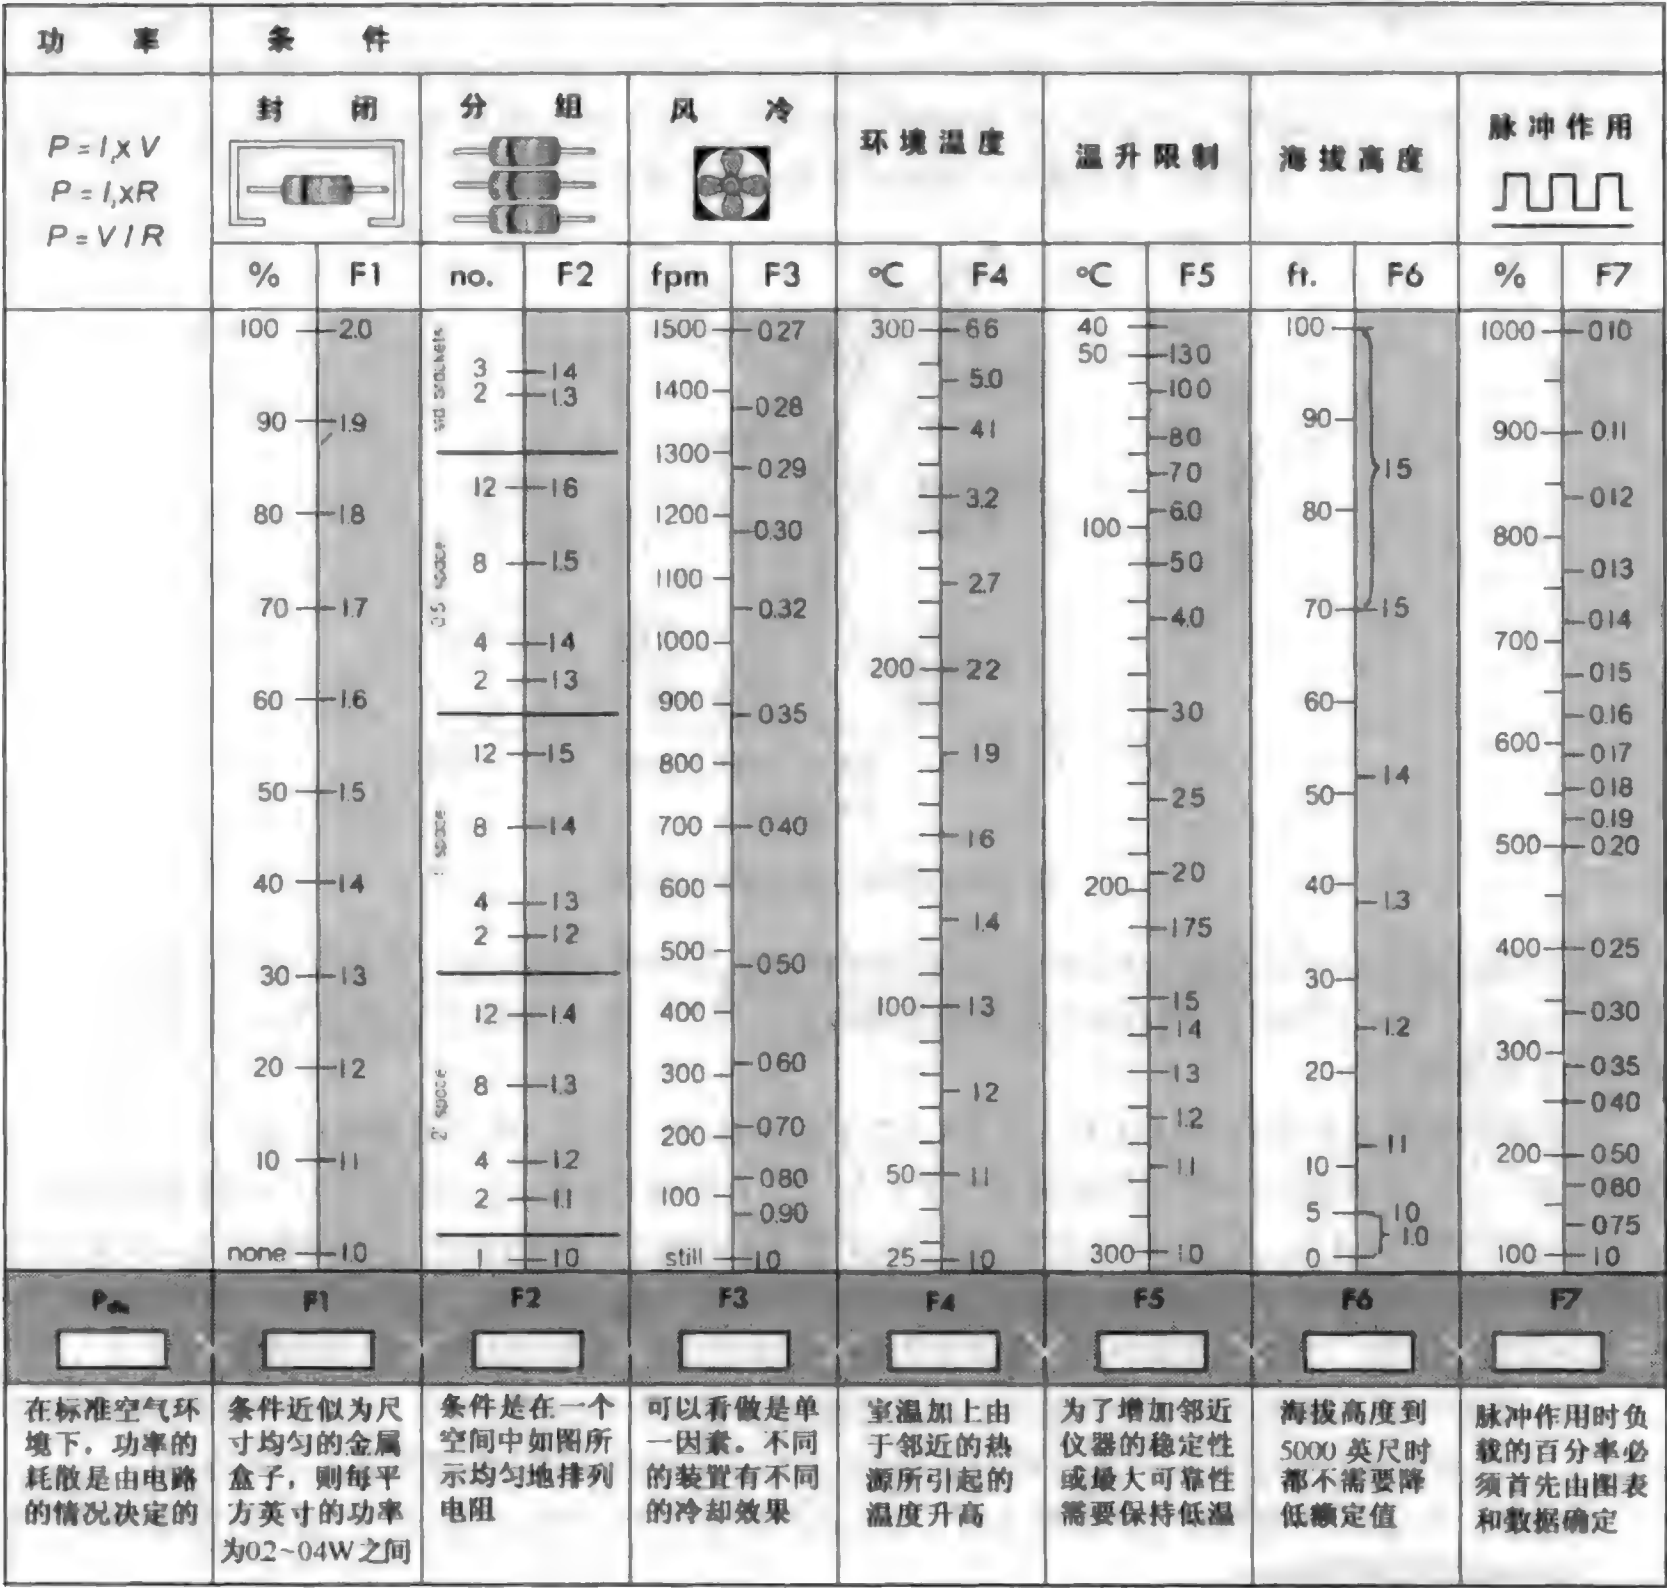 功 率
条 件
P = I,x V
P = I,xR
P = V / R
封 闭
分 组
风 冷
环境温度
温升限制
海拔高度
脉冲作用
% F1
no. F2
fpm F3
°C F4
°C F5
ft. F6
% F7
100 2.0
90 1.9
80 1.8
70 1.7
60 1.6
50 1.5
40 1.4
30 1.3
20 1.2
10 1.1
none 1.0
3 1.4
2 1.3
12 1.6
8 1.5
4 1.4
2 1.3
space
12 1.5
8 1.4
4 1.3
2 1.2
space
12 1.4
8 1.3
4 1.2
2 1.1
2" space
1 1.0
1500 0.27
1400
0.28
1300
0.29
1200
0.30
1100
0.32
1000
900
0.35
800
700 0.40
600
500
0.50
400
0.60
300
0.70
200
0.80
100
0.90
still 1.0
300 6.6
5.0
4.1
3.2
2.7
200 2.2
1.9
1.6
1.4
100 1.3
1.2
50 1.1
25 1.0
40
50 130
100
80
70
100 6.0
5.0
4.0
3.0
2.5
2.0
200
1.75
1.5
1.4
1.3
1.2
1.1
300 1.0
100
90
1.5
80
70 1.5
60
1.4
50
40
1.3
30
1.2
20
1.1
10
5 1.0
1.0
0
1000 0.10
900 0.11
0.12
800
0.13
0.14
700
0.15
0.16
600
0.17
0.18
0.19
500 0.20
400 0.25
0.30
300
0.35
0.40
200 0.50
0.60
0.75
100 1.0
F1
F2
F3
F4
F5
F6
F7
在标准空气环
境下，功率的
耗散是由电路
的情况决定的
条件近似为尺
寸均匀的金属
盒子，则每平
方英寸的功率
为02~04W之间
条件是在一个
空间中如图所
示均匀地排列
电阻
可以看做是单
一因素。不同
的装置有不同
的冷却效果
室温加上由
于邻近的热
源所引起的
温度升高
为了增加邻近
仪器的稳定性
或最大可靠性
需要保持低温
海拔高度到
5000 英尺时
都不需要降
低额定值
脉冲作用时负
载的百分率必
须首先由图表
和数据确定